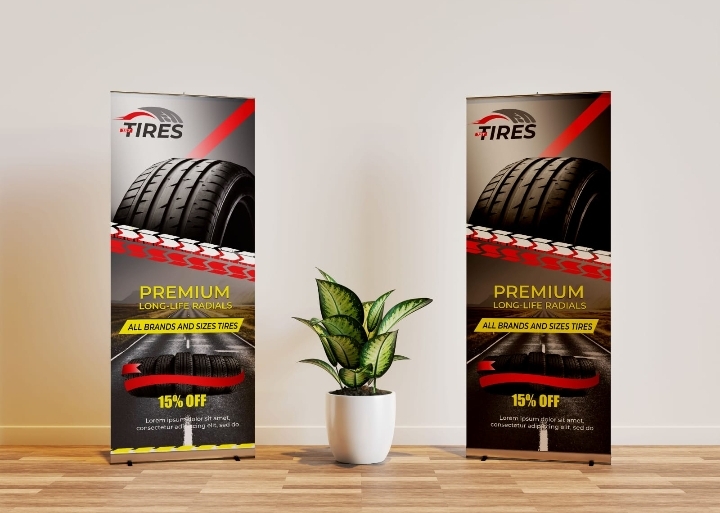 TIRES
PREMIUM
LONG-LIFE RADIALS
ALL BRANDS AND SIZES TIRES
15% OFF
Lorem ipsum dolor sit amet,
consectetur adipiscing elit, sed do.
TIRES
PREMIUM
LONG-LIFE RADIALS
ALL BRANDS AND SIZES TIRES
15% OFF
Lorem ipsum dolor sit amet,
consectetur adipiscing elit, sed do.